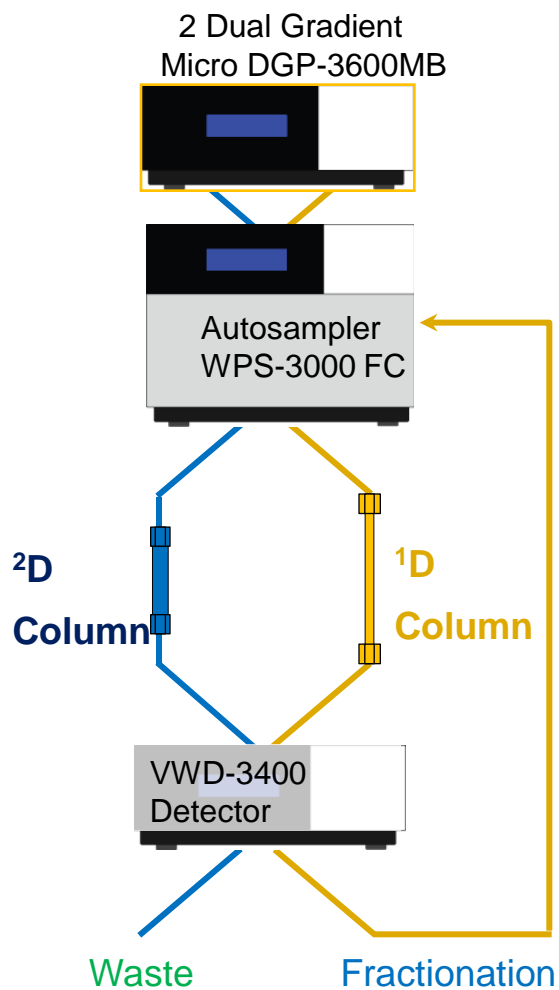 2 Dual Gradient
Micro DGP-3600MB
Autosampler
WPS-3000 FC
²D
Column
¹D
Column
VWD-3400
Detector
Waste
Fractionation